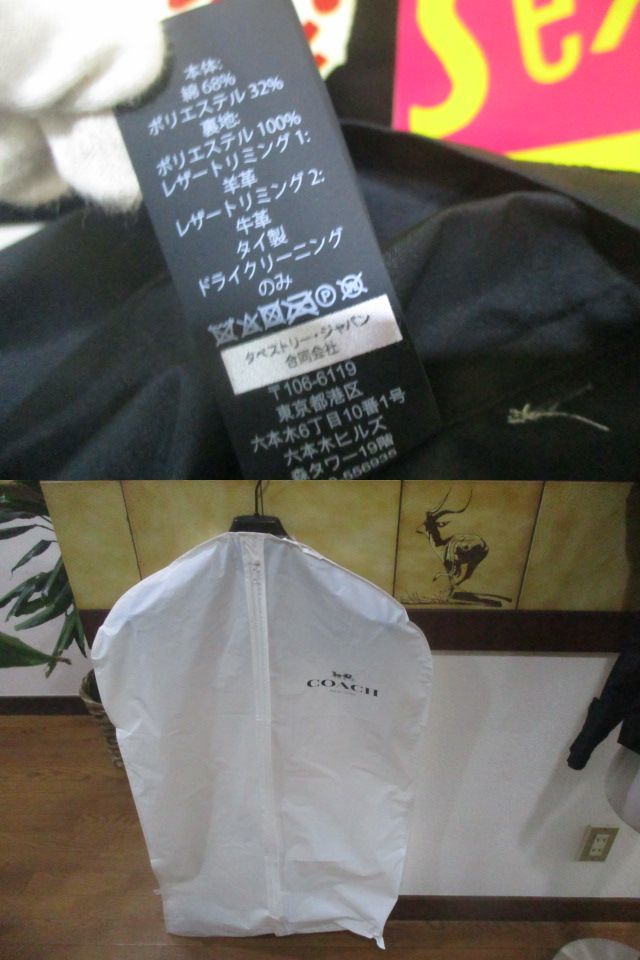 Sex
本体:
綿 68%
ポリエステル 32%
裏地:
ポリエステル 100%
レザートリミング 1:
羊革
レザートリミング 2:
牛革
タイ製
ドライクリーニング
のみ
タペストリー・ジャパン
合同会社
〒106-6119
東京都港区
六本木6丁目10番1号
六本木ヒルズ
森タワー19階
556935
COACH